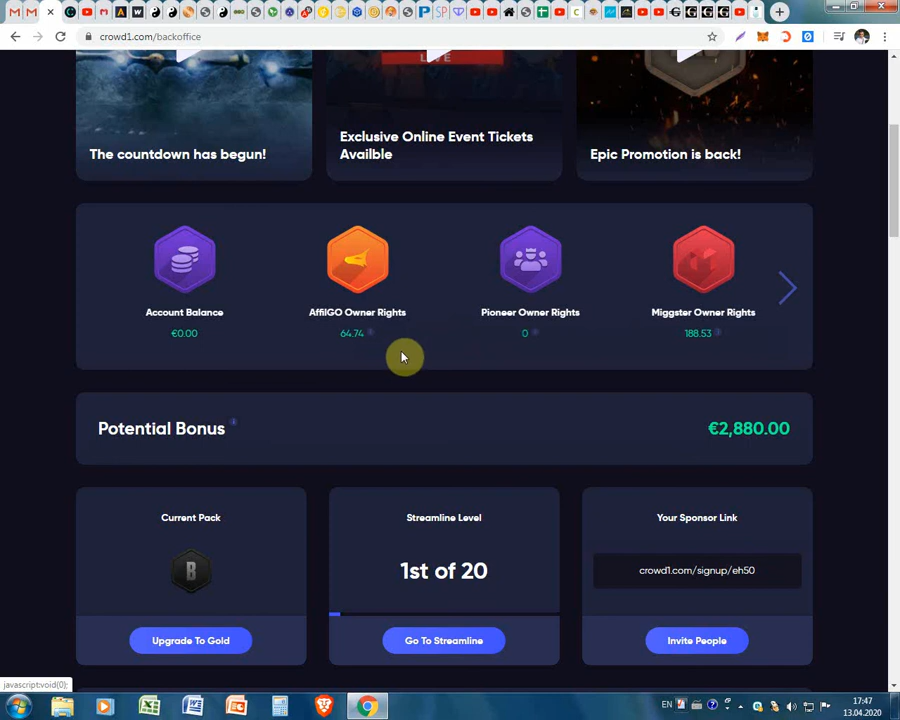 crowd1.com/backoffice
LIVE
The countdown has begun!
Exclusive Online Event Tickets
Availble
Epic Promotion is back!
Account Balance
€0.00
AffilGO Owner Rights
64.74
Pioneer Owner Rights
0
Miggster Owner Rights
188.53
Potential Bonus
€2,880.00
Current Pack
B
Upgrade To Gold
Streamline Level
1st of 20
Go To Streamline
Your Sponsor Link
crowd1.com/signup/eh50
Invite People
javascript:void(0);
EN
17:47
13.04.2020